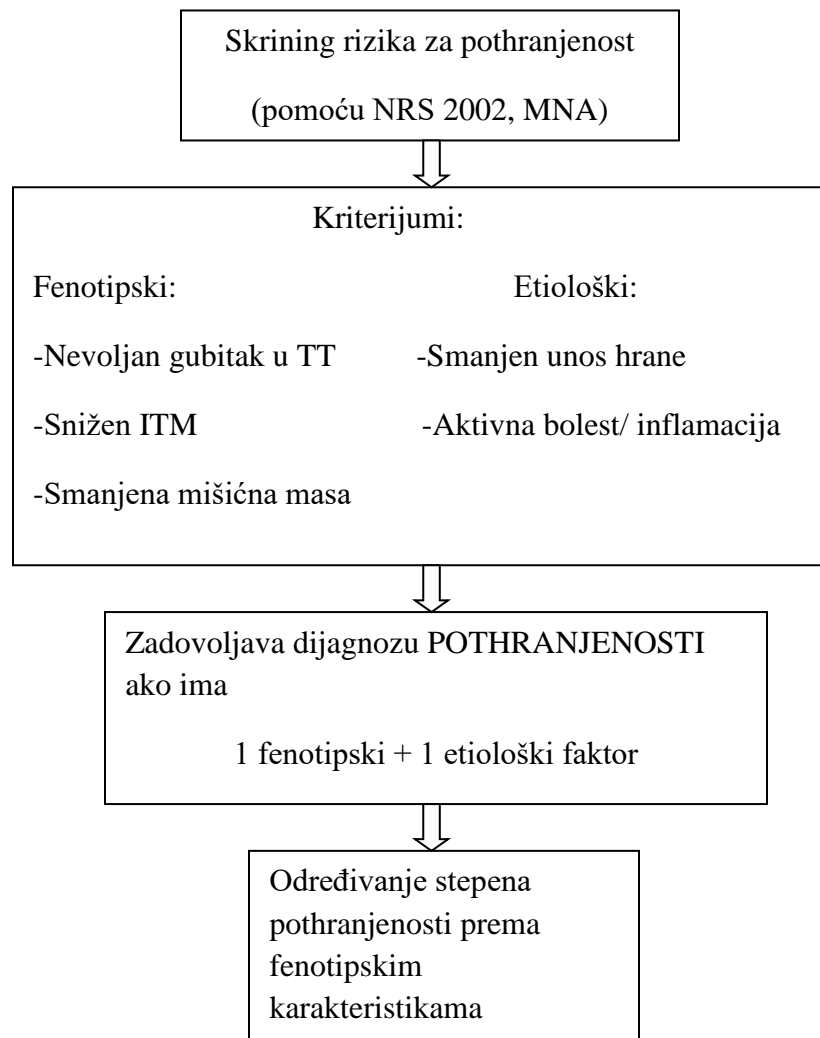 Skrining rizika za pothranjenost
(pomoću NRS 2002, MNA)
Kriterijumi:
Fenotipski: Etiološki:
-Nevoljan gubitak u TT -Smanjen unos hrane
-Snižen ITM -Aktivna bolest/ inflamacija
-Smanjena mišićna masa
Zadovoljava dijagnozu POTHRANJENOSTI
ako ima
1 fenotipski + 1 etiološki faktor
Određivanje stepena
pothranjenosti prema
fenotipskim
karakteristikama